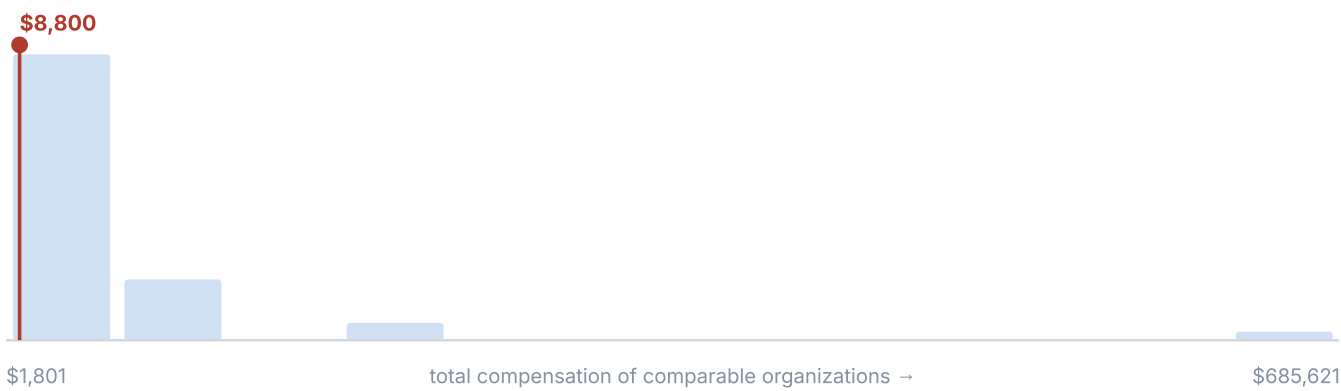 $8,800
$1,801 total compensation of comparable organizations → $685,621